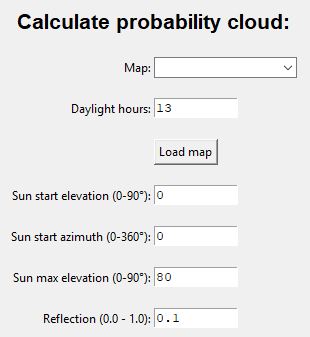 Calculate probability cloud:
Map:
Daylight hours: 13
Load map
Sun start elevation (0-90°): 0
Sun start azimuth (0-360°): 0
Sun max elevation (0-90°): 80
Reflection (0.0 - 1.0): 0.1